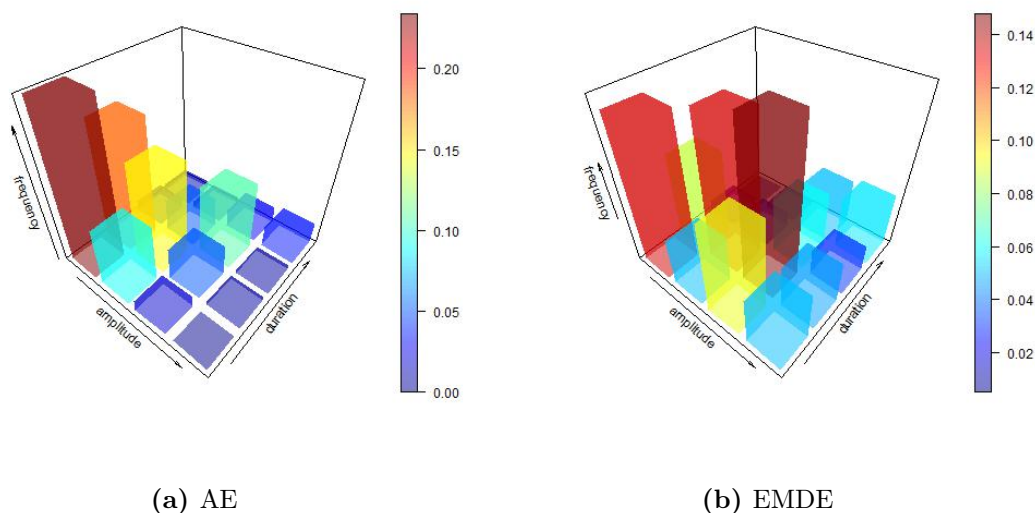 frequency
amplitude
duration
0.20
0.15
0.10
0.05
0.00
frequency
amplitude
duration
0.14
0.12
0.10
0.08
0.06
0.04
0.02
(a) AE
(b) EMDE